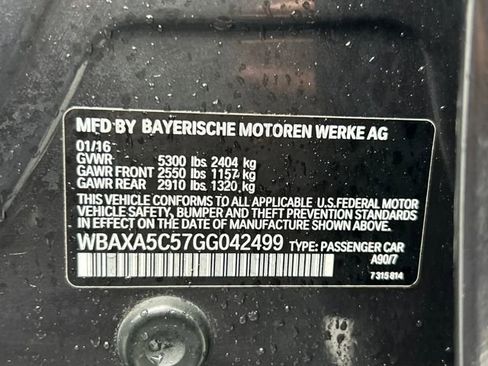 MFD BY BAYERISCHE MOTOREN WERKE AG
01/16
GVWR 5300 lbs 2404 kg
GAWR FRONT 2550 lbs 1157 kg
GAWR REAR 2910 lbs 1320 kg
THIS VEHICLE CONFORMS TO ALL APPLICABLE U.S.FEDERAL MOTOR
VEHICLE SAFETY, BUMPER AND THEFT PREVENTION STANDARDS
IN EFFECT ON THE DATE OF MANUFACTURE SHOWN ABOVE.
WBAXA5C57GG042499 TYPE: PASSENGER CAR
A90/7
7 315 814